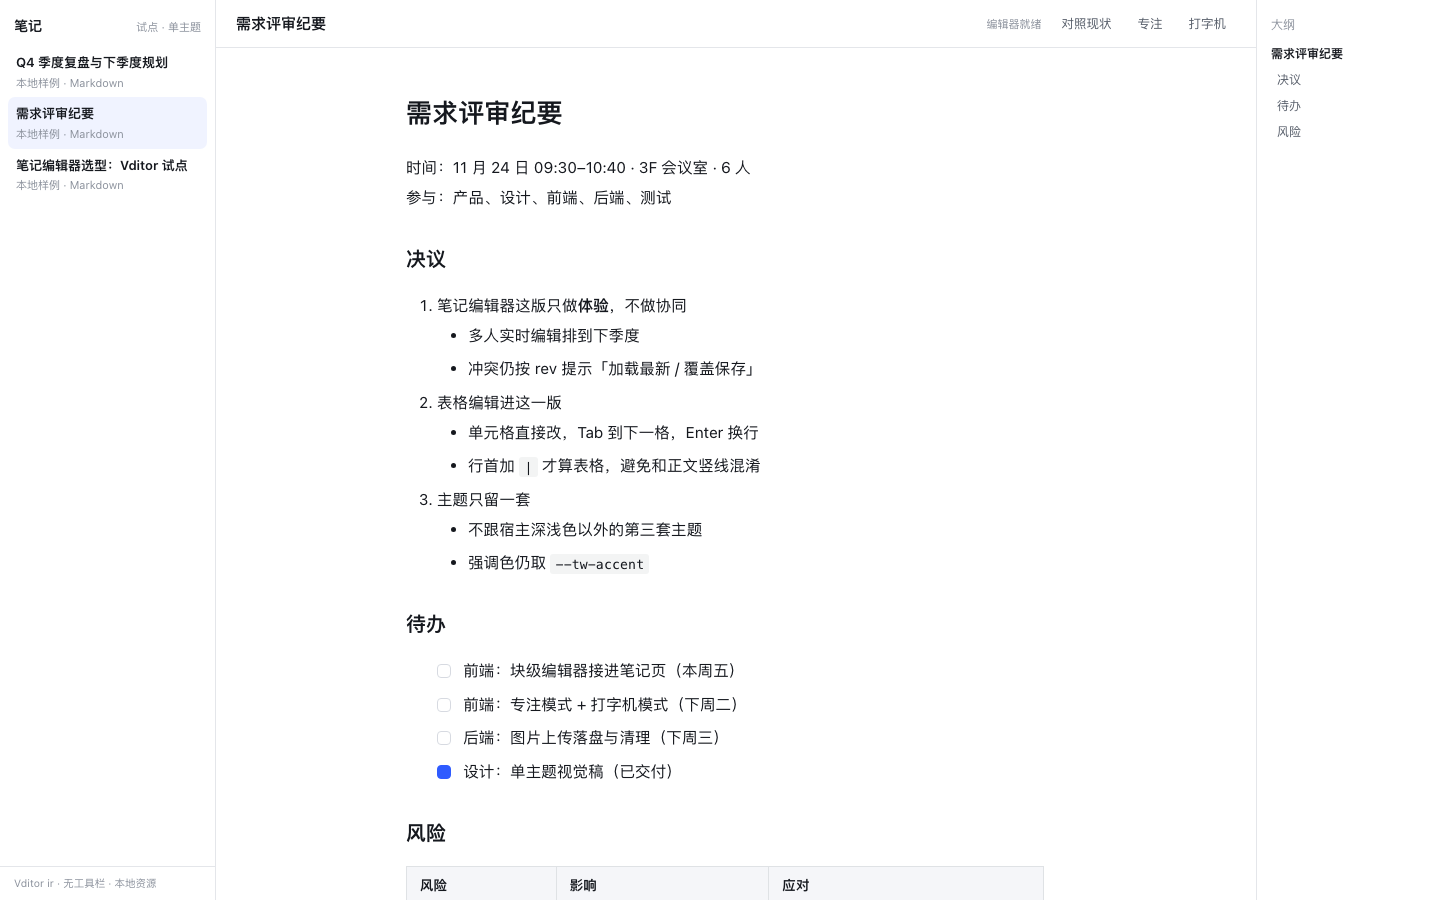 笔记
试点 · 单主题
Q4 季度复盘与下季度规划
本地样例 · Markdown
需求评审纪要
本地样例 · Markdown
笔记编辑器选型：Vditor 试点
本地样例 · Markdown
Vditor ir · 无工具栏 · 本地资源
需求评审纪要
编辑器就绪
对照现状
专注
打字机
需求评审纪要
时间：11 月 24 日 09:30–10:40 · 3F 会议室 · 6 人
参与：产品、设计、前端、后端、测试
决议
1. 笔记编辑器这版只做体验，不做协同
• 多人实时编辑排到下季度
• 冲突仍按 rev 提示「加载最新 / 覆盖保存」
2. 表格编辑进这一版
• 单元格直接改，Tab 到下一格，Enter 换行
• 行首加 | 才算表格，避免和正文竖线混淆
3. 主题只留一套
• 不跟宿主深浅色以外的第三套主题
• 强调色仍取 --tw-accent
待办
前端：块级编辑器接进笔记页（本周五）
前端：专注模式 + 打字机模式（下周二）
后端：图片上传落盘与清理（下周三）
设计：单主题视觉稿（已交付）
风险
风险
影响
应对
大纲
需求评审纪要
决议
待办
风险